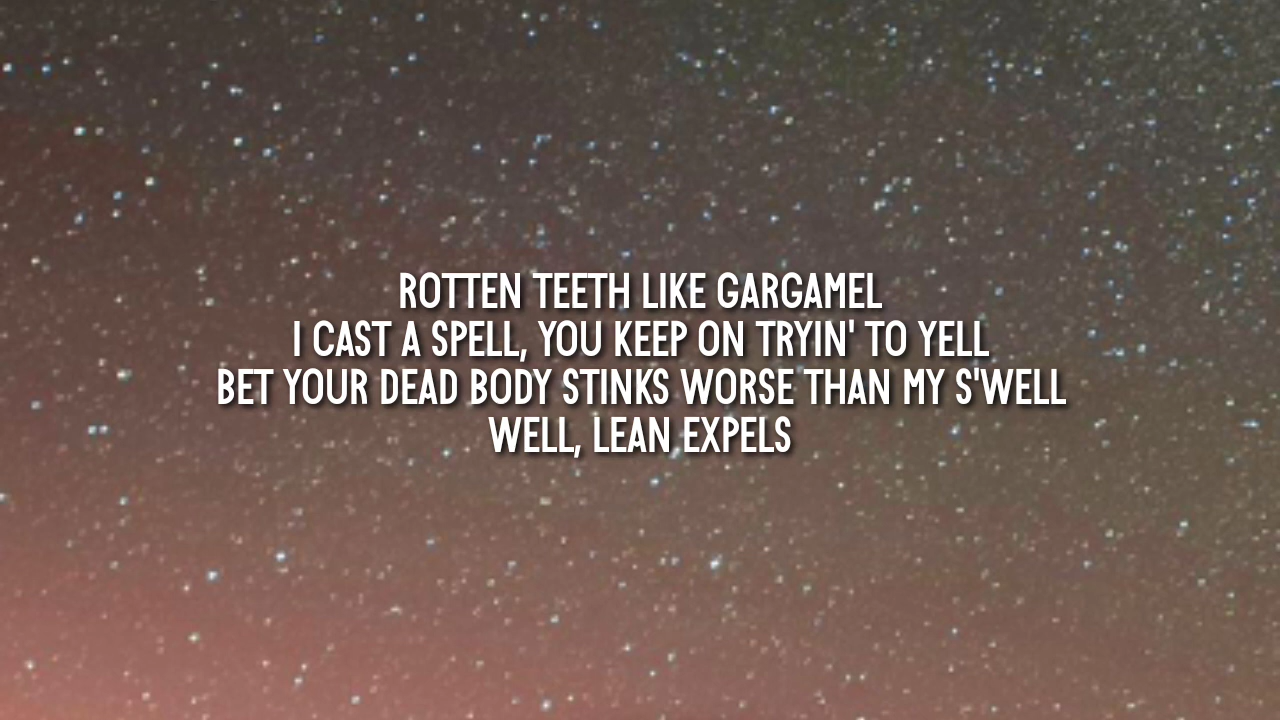 ROTTEN TEETH LIKE GARGAMEL
I CAST A SPELL, YOU KEEP ON TRYIN' TO YELL
BET YOUR DEAD BODY STINKS WORSE THAN MY S'WELL
WELL, LEAN EXPELS